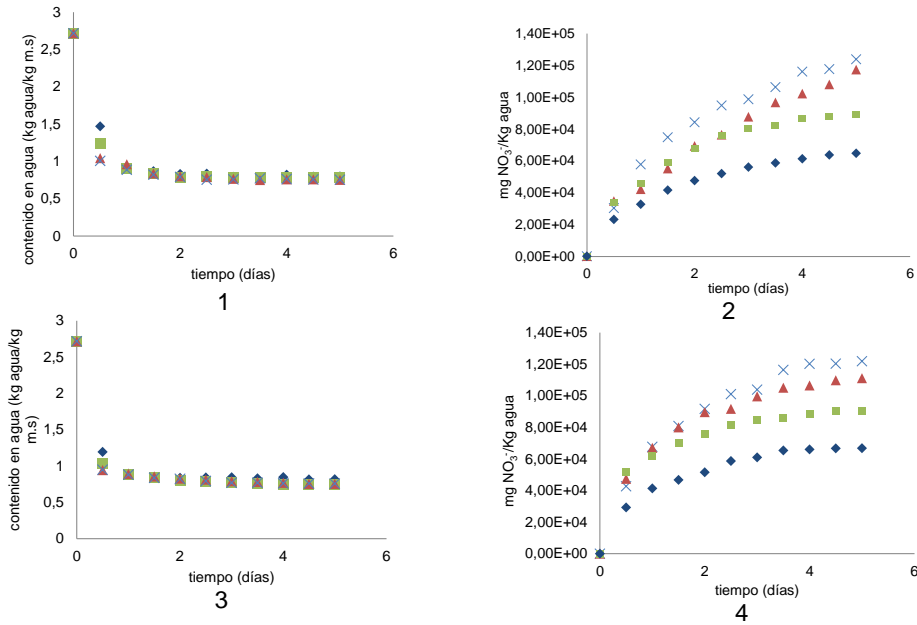 contenido en agua (kg agua/kg m.s)
3
2,5
2
1,5
1
0,5
0
0 2 4 6
tiempo (días)
1
mg NO₃⁻/Kg agua
1,40E+05
1,20E+05
1,00E+05
8,00E+04
6,00E+04
4,00E+04
2,00E+04
0,00E+00
0 2 4 6
tiempo (días)
2
contenido en agua (kg agua/kg
m.s)
3
2,5
2
1,5
1
0,5
0
0 2 4 6
tiempo (días)
3
mg NO₃⁻/Kg agua
1,40E+05
1,20E+05
1,00E+05
8,00E+04
6,00E+04
4,00E+04
2,00E+04
0,00E+00
0 2 4 6
tiempo (días)
4